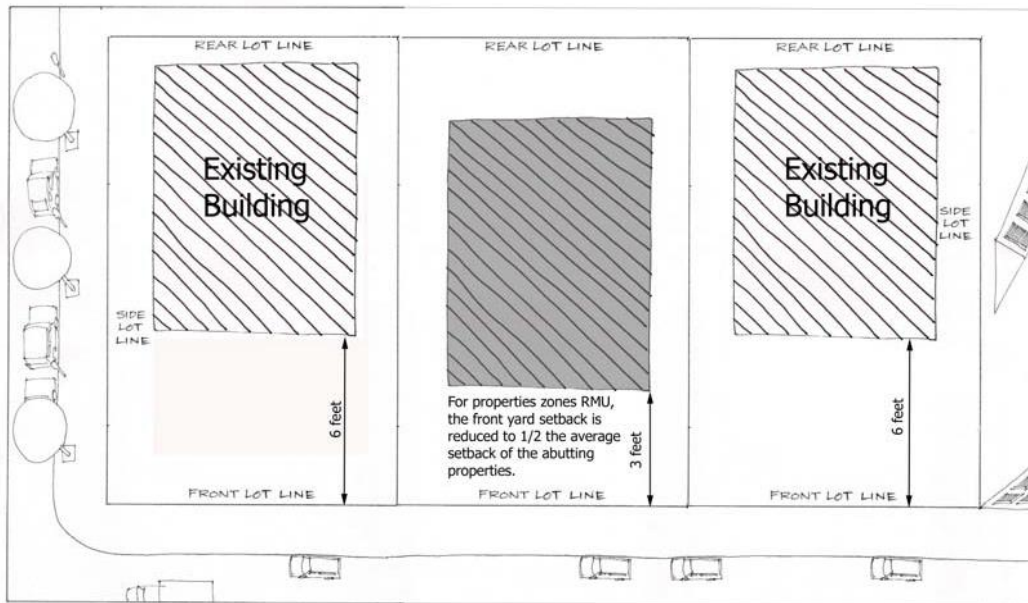 REAR LOT LINE
REAR LOT LINE
REAR LOT LINE
Existing
Building
Existing
Building
SIDE
LOT
LINE
SIDE
LOT
LINE
6 feet
For properties zones RMU,
the front yard setback is
reduced to 1/2 the average
setback of the abutting
properties.
3 feet
6 feet
FRONT LOT LINE
FRONT LOT LINE
FRONT LOT LINE